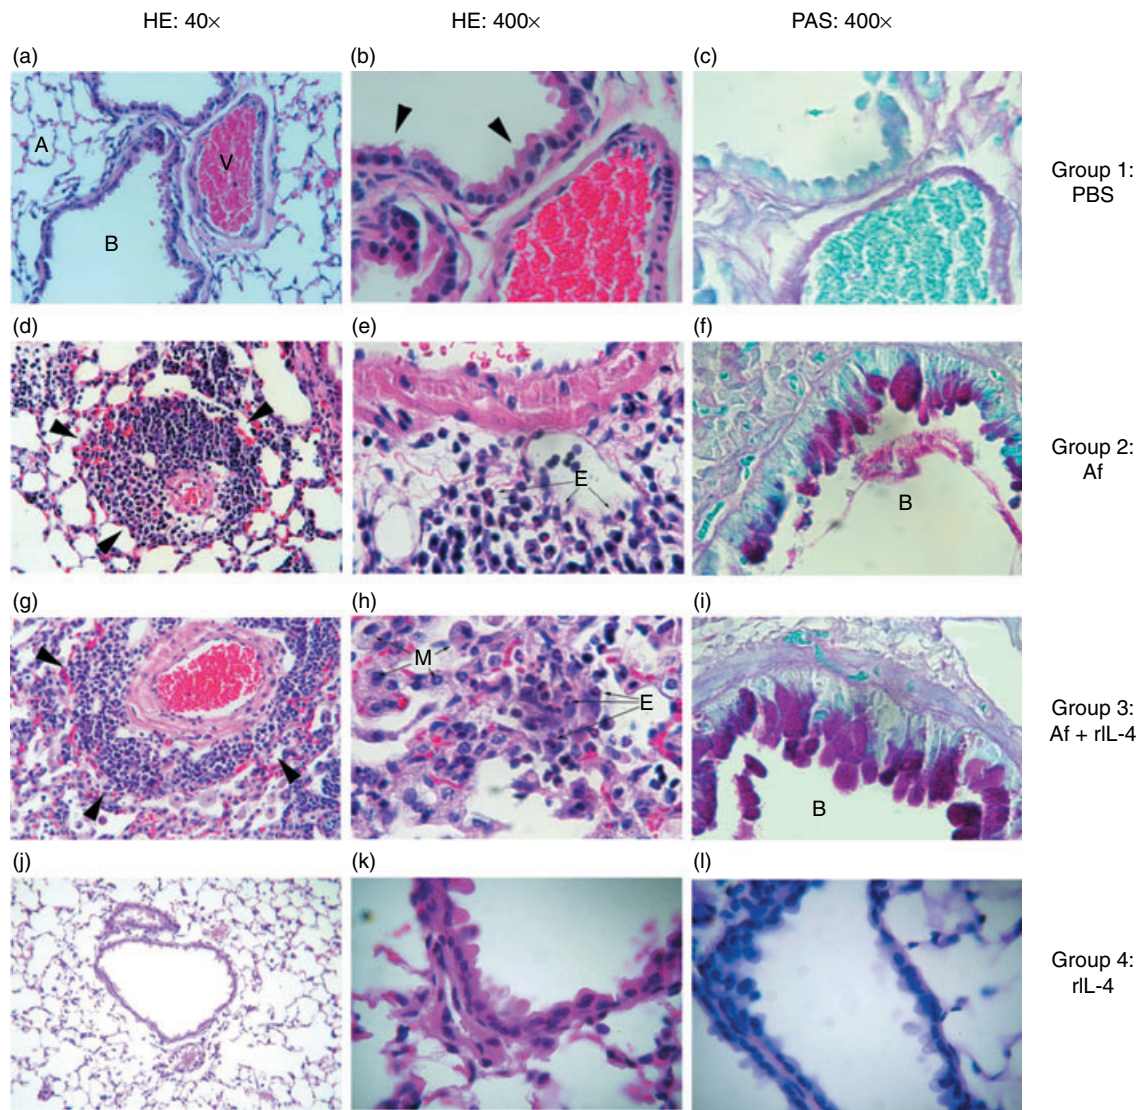 HE: 40×
HE: 400×
PAS: 400×
(a)
(b)
(c)
A
V
B
Group 1:
PBS
(d)
(e)
(f)
E
B
Group 2:
Af
(g)
(h)
(i)
M
E
B
Group 3:
Af + rIL-4
(j)
(k)
(l)
Group 4:
rIL-4